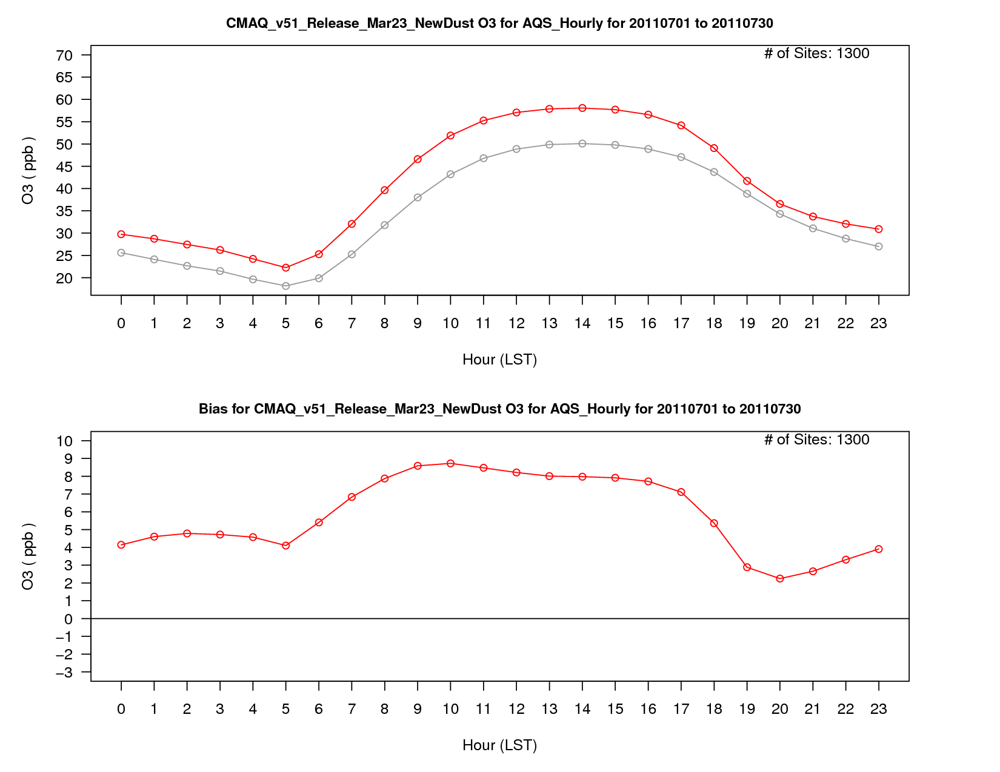 CMAQ_v51_Release_Mar23_NewDust O3 for AQS_Hourly for 20110701 to 20110730
# of Sites: 1300
O3 ( ppb )
70
65
60
55
50
45
40
35
30
25
20
0 1 2 3 4 5 6 7 8 9 10 11 12 13 14 15 16 17 18 19 20 21 22 23
Hour (LST)
Bias for CMAQ_v51_Release_Mar23_NewDust O3 for AQS_Hourly for 20110701 to 20110730
# of Sites: 1300
O3 ( ppb )
10
9
8
7
6
5
4
3
2
1
0
−1
−2
−3
0 1 2 3 4 5 6 7 8 9 10 11 12 13 14 15 16 17 18 19 20 21 22 23
Hour (LST)